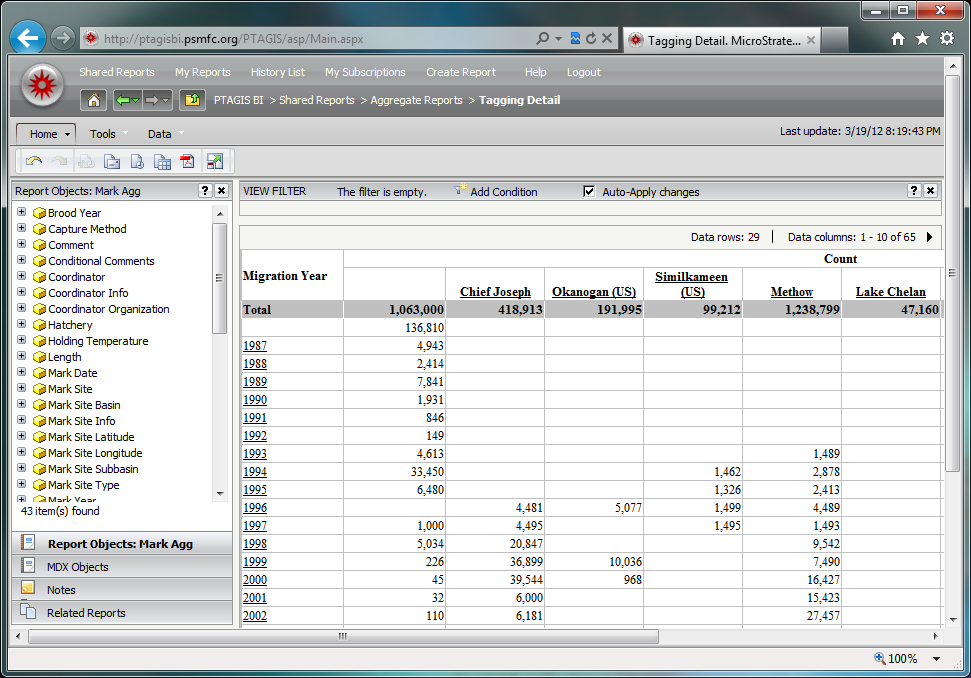 http://ptagisbi.psmfc.org/PTAGIS/asp/Main.aspx
Tagging Detail. MicroStrate...
Shared Reports My Reports History List My Subscriptions Create Report Help Logout
PTAGIS BI > Shared Reports > Aggregate Reports > Tagging Detail
Home Tools Data Last update: 3/19/12 8:19:43 PM
Report Objects: Mark Agg ?
VIEW FILTER The filter is empty. Add Condition Auto-Apply changes ?
Brood Year
Capture Method
Comment
Conditional Comments
Coordinator
Coordinator Info
Coordinator Organization
Hatchery
Holding Temperature
Length
Mark Date
Mark Site
Mark Site Basin
Mark Site Info
Mark Site Latitude
Mark Site Longitude
Mark Site Subbasin
Mark Site Type
Mark Year
43 item(s) found
Report Objects: Mark Agg
MDX Objects
Notes
Related Reports
Data rows: 29 | Data columns: 1 - 10 of 65
Migration Year Count
Chief Joseph Okanogan (US) Similkameen (US) Methow Lake Chelan
Total 1,063,000 418,913 191,995 99,212 1,238,799 47,160
136,810
1987 4,943
1988 2,414
1989 7,841
1990 1,931
1991 846
1992 149
1993 4,613 1,489
1994 33,450 1,462 2,878
1995 6,480 1,326 2,413
1996 4,481 5,077 1,499 4,489
1997 1,000 4,495 1,495 1,493
1998 5,034 20,847 9,542
1999 226 36,899 10,036 7,490
2000 45 39,544 968 16,427
2001 32 6,000 15,423
2002 110 6,181 27,457
100%